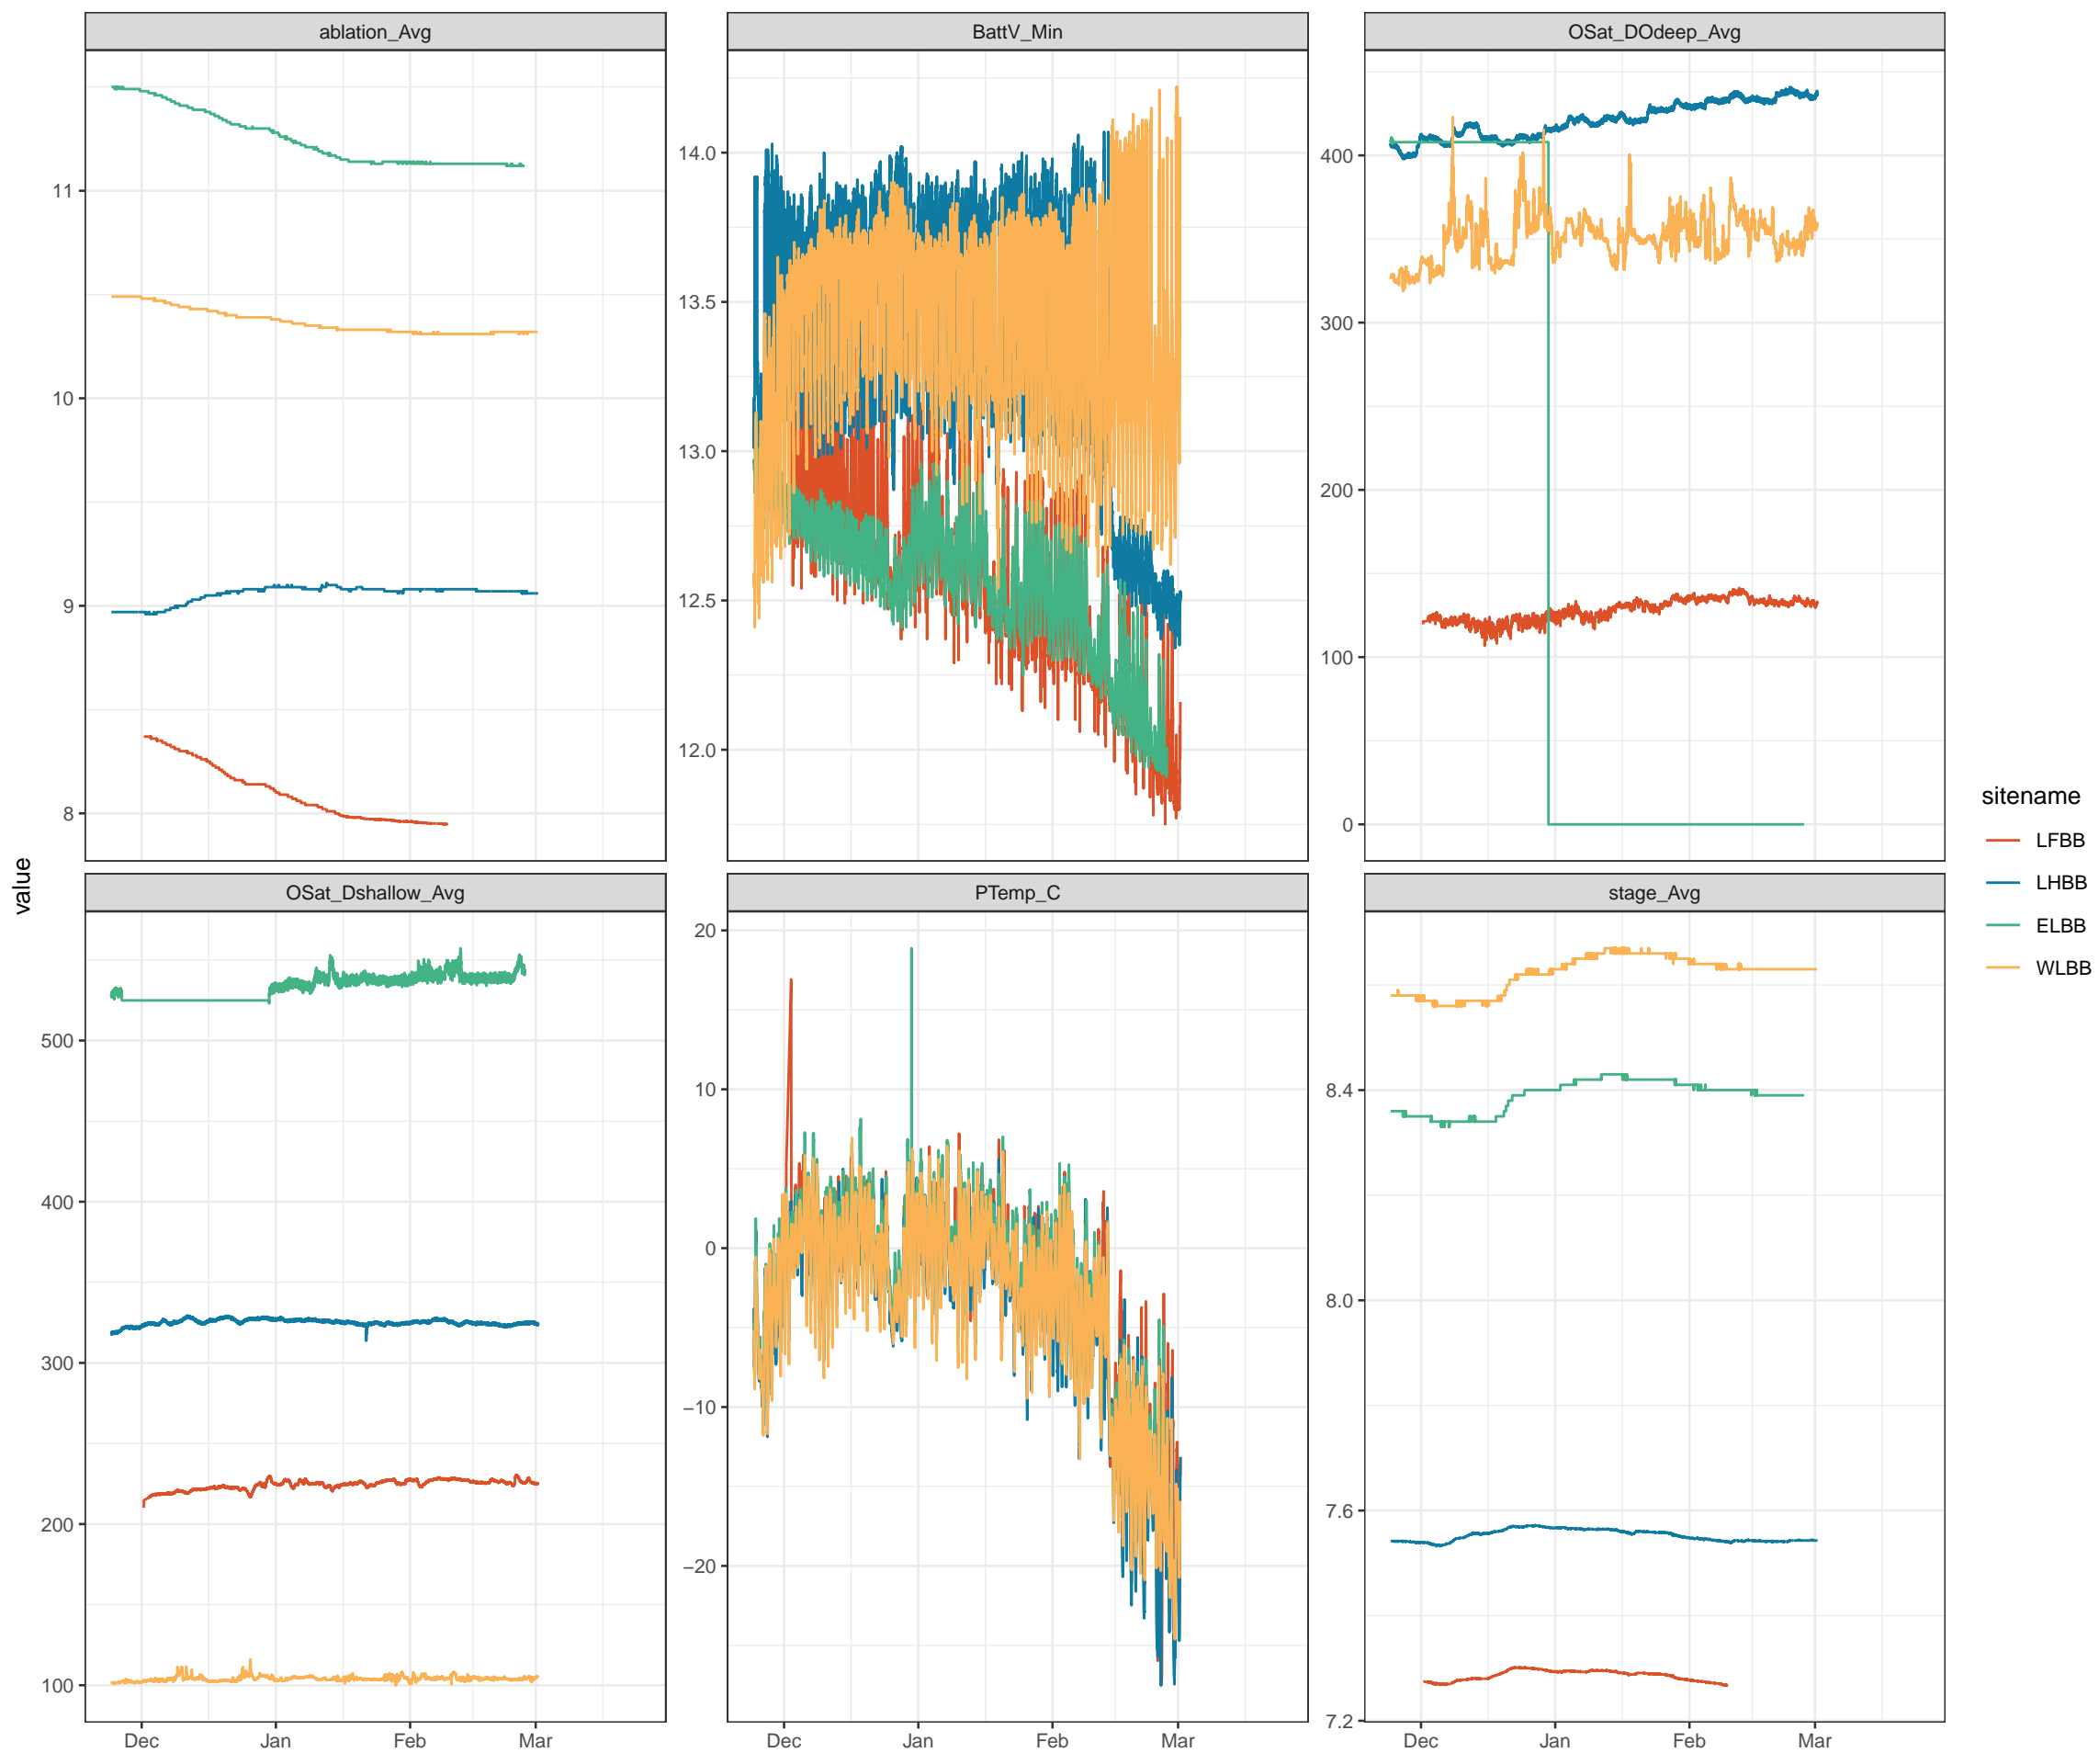 ablation_Avg
BattV_Min
OSat_DOdeep_Avg
11
10
9
8
14.0
13.5
13.0
12.5
12.0
400
300
200
100
0
value
OSat_Dshallow_Avg
PTemp_C
stage_Avg
500
400
300
200
100
20
10
0
−10
−20
8.4
8.0
7.6
7.2
Dec Jan Feb Mar
Dec Jan Feb Mar
Dec Jan Feb Mar
sitename
LFBB
LHBB
ELBB
WLBB